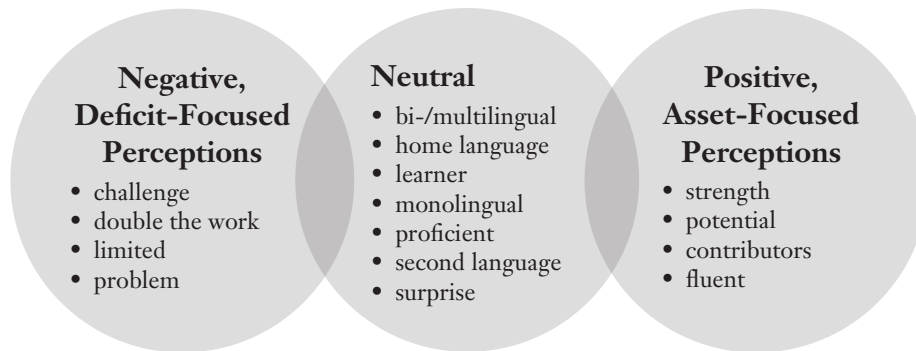 Negative,
Deficit-Focused
Perceptions
• challenge
• double the work
• limited
• problem
Neutral
• bi-/multilingual
• home language
• learner
• monolingual
• proficient
• second language
• surprise
Positive,
Asset-Focused
Perceptions
• strength
• potential
• contributors
• fluent